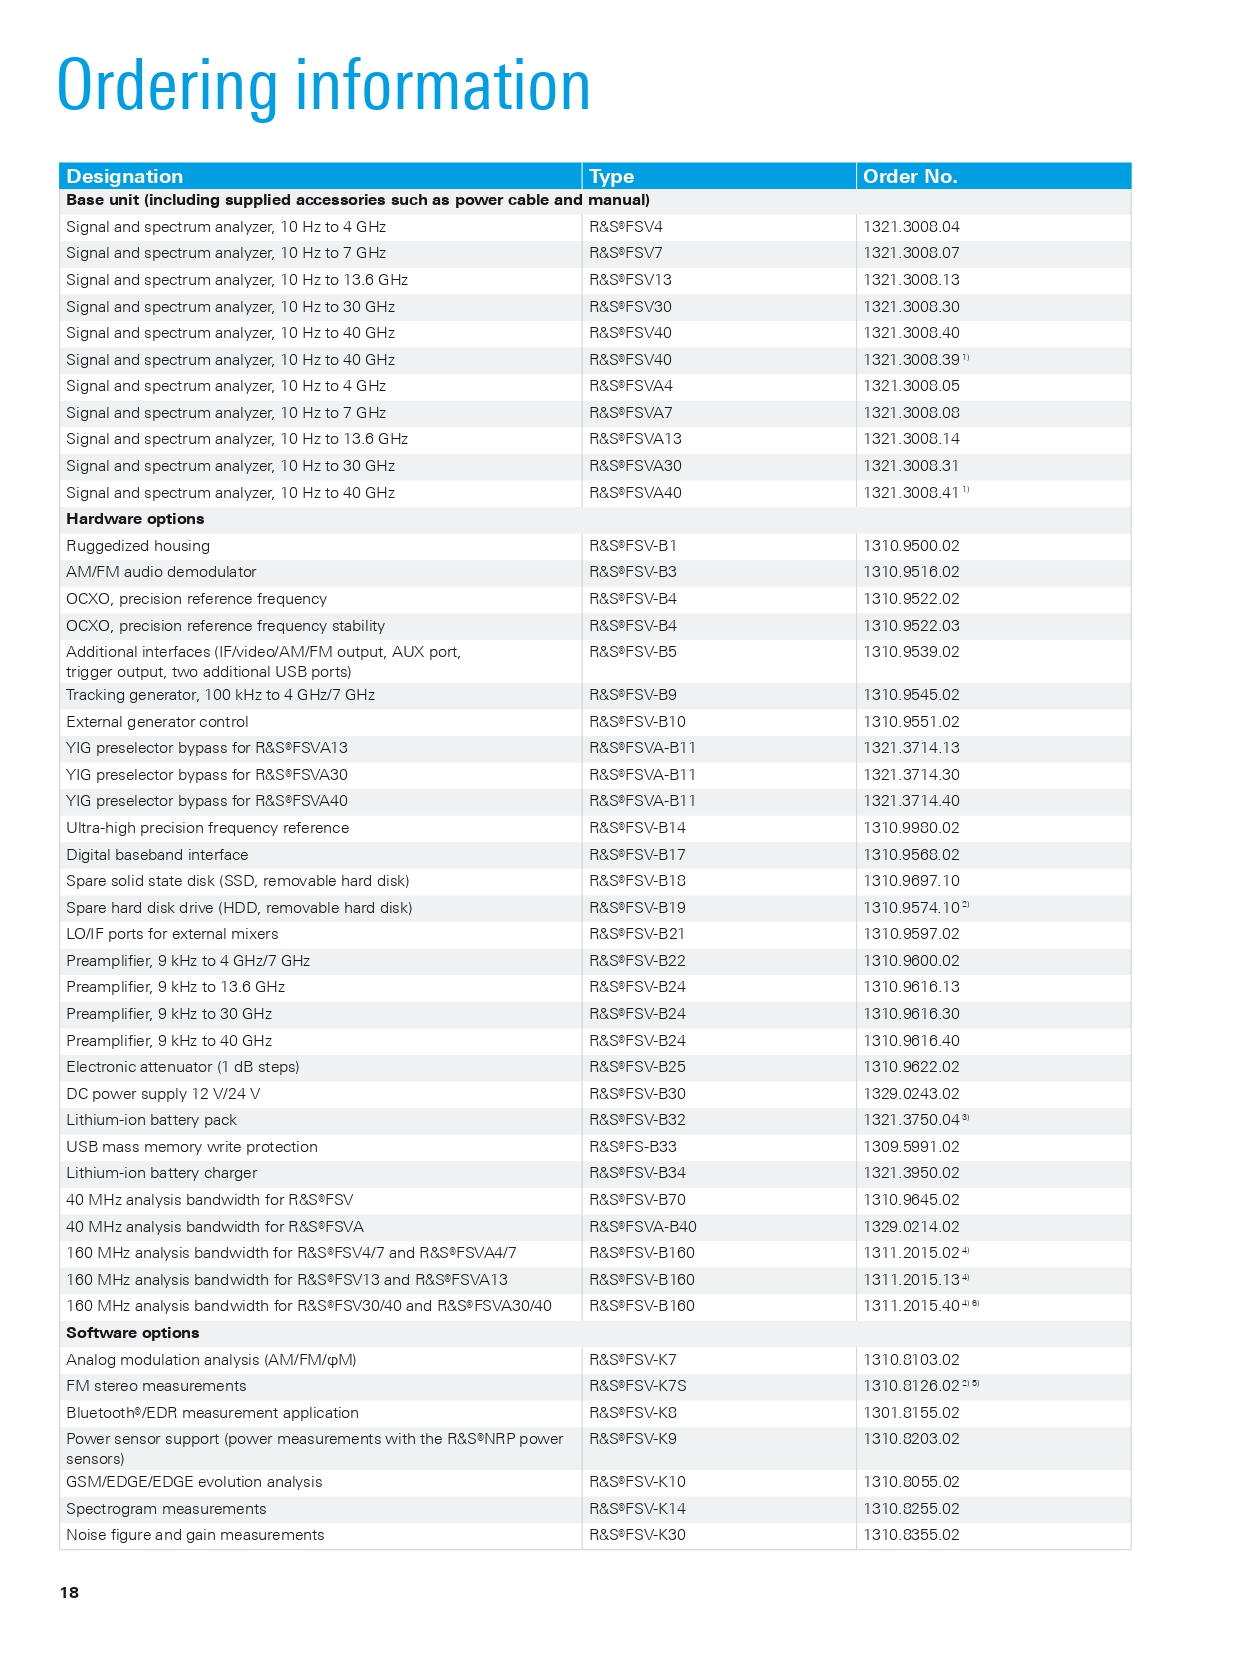 Ordering information
Designation Type Order No.
Base unit (including supplied accessories such as power cable and manual)
Signal and spectrum analyzer, 10 Hz to 4 GHz R&S®FSV4 1321.3008.04
Signal and spectrum analyzer, 10 Hz to 7 GHz R&S®FSV7 1321.3008.07
Signal and spectrum analyzer, 10 Hz to 13.6 GHz R&S®FSV13 1321.3008.13
Signal and spectrum analyzer, 10 Hz to 30 GHz R&S®FSV30 1321.3008.30
Signal and spectrum analyzer, 10 Hz to 40 GHz R&S®FSV40 1321.3008.40
Signal and spectrum analyzer, 10 Hz to 40 GHz R&S®FSV40 1321.3008.39 1)
Signal and spectrum analyzer, 10 Hz to 4 GHz R&S®FSVA4 1321.3008.05
Signal and spectrum analyzer, 10 Hz to 7 GHz R&S®FSVA7 1321.3008.08
Signal and spectrum analyzer, 10 Hz to 13.6 GHz R&S®FSVA13 1321.3008.14
Signal and spectrum analyzer, 10 Hz to 30 GHz R&S®FSVA30 1321.3008.31
Signal and spectrum analyzer, 10 Hz to 40 GHz R&S®FSVA40 1321.3008.41 1)
Hardware options
Ruggedized housing R&S®FSV-B1 1310.9500.02
AM/FM audio demodulator R&S®FSV-B3 1310.9516.02
OCXO, precision reference frequency R&S®FSV-B4 1310.9522.02
OCXO, precision reference frequency stability R&S®FSV-B4 1310.9522.03
Additional interfaces (IF/video/AM/FM output, AUX port, R&S®FSV-B5 1310.9539.02
trigger output, two additional USB ports)
Tracking generator, 100 kHz to 4 GHz/7 GHz R&S®FSV-B9 1310.9545.02
External generator control R&S®FSV-B10 1310.9551.02
YIG preselector bypass for R&S®FSVA13 R&S®FSVA-B11 1321.3714.13
YIG preselector bypass for R&S®FSVA30 R&S®FSVA-B11 1321.3714.30
YIG preselector bypass for R&S®FSVA40 R&S®FSVA-B11 1321.3714.40
Ultra-high precision frequency reference R&S®FSV-B14 1310.9980.02
Digital baseband interface R&S®FSV-B17 1310.9568.02
Spare solid state disk (SSD, removable hard disk) R&S®FSV-B18 1310.9697.10
Spare hard disk drive (HDD, removable hard disk) R&S®FSV-B19 1310.9574.10 2)
LO/IF ports for external mixers R&S®FSV-B21 1310.9597.02
Preamplifier, 9 kHz to 4 GHz/7 GHz R&S®FSV-B22 1310.9600.02
Preamplifier, 9 kHz to 13.6 GHz R&S®FSV-B24 1310.9616.13
Preamplifier, 9 kHz to 30 GHz R&S®FSV-B24 1310.9616.30
Preamplifier, 9 kHz to 40 GHz R&S®FSV-B24 1310.9616.40
Electronic attenuator (1 dB steps) R&S®FSV-B25 1310.9622.02
DC power supply 12 V/24 V R&S®FSV-B30 1329.0243.02
Lithium-ion battery pack R&S®FSV-B32 1321.3750.04 3)
USB mass memory write protection R&S®FS-B33 1309.5991.02
Lithium-ion battery charger R&S®FSV-B34 1321.3950.02
40 MHz analysis bandwidth for R&S®FSV R&S®FSV-B70 1310.9645.02
40 MHz analysis bandwidth for R&S®FSVA R&S®FSVA-B40 1329.0214.02
160 MHz analysis bandwidth for R&S®FSV4/7 and R&S®FSVA4/7 R&S®FSV-B160 1311.2015.02 4)
160 MHz analysis bandwidth for R&S®FSV13 and R&S®FSVA13 R&S®FSV-B160 1311.2015.13 4)
160 MHz analysis bandwidth for R&S®FSV30/40 and R&S®FSVA30/40 R&S®FSV-B160 1311.2015.40 4) 6)
Software options
Analog modulation analysis (AM/FM/φM) R&S®FSV-K7 1310.8103.02
FM stereo measurements R&S®FSV-K7S 1310.8126.02 2) 5)
Bluetooth®/EDR measurement application R&S®FSV-K8 1301.8155.02
Power sensor support (power measurements with the R&S®NRP power R&S®FSV-K9 1310.8203.02
sensors)
GSM/EDGE/EDGE evolution analysis R&S®FSV-K10 1310.8055.02
Spectrogram measurements R&S®FSV-K14 1310.8255.02
Noise figure and gain measurements R&S®FSV-K30 1310.8355.02
18